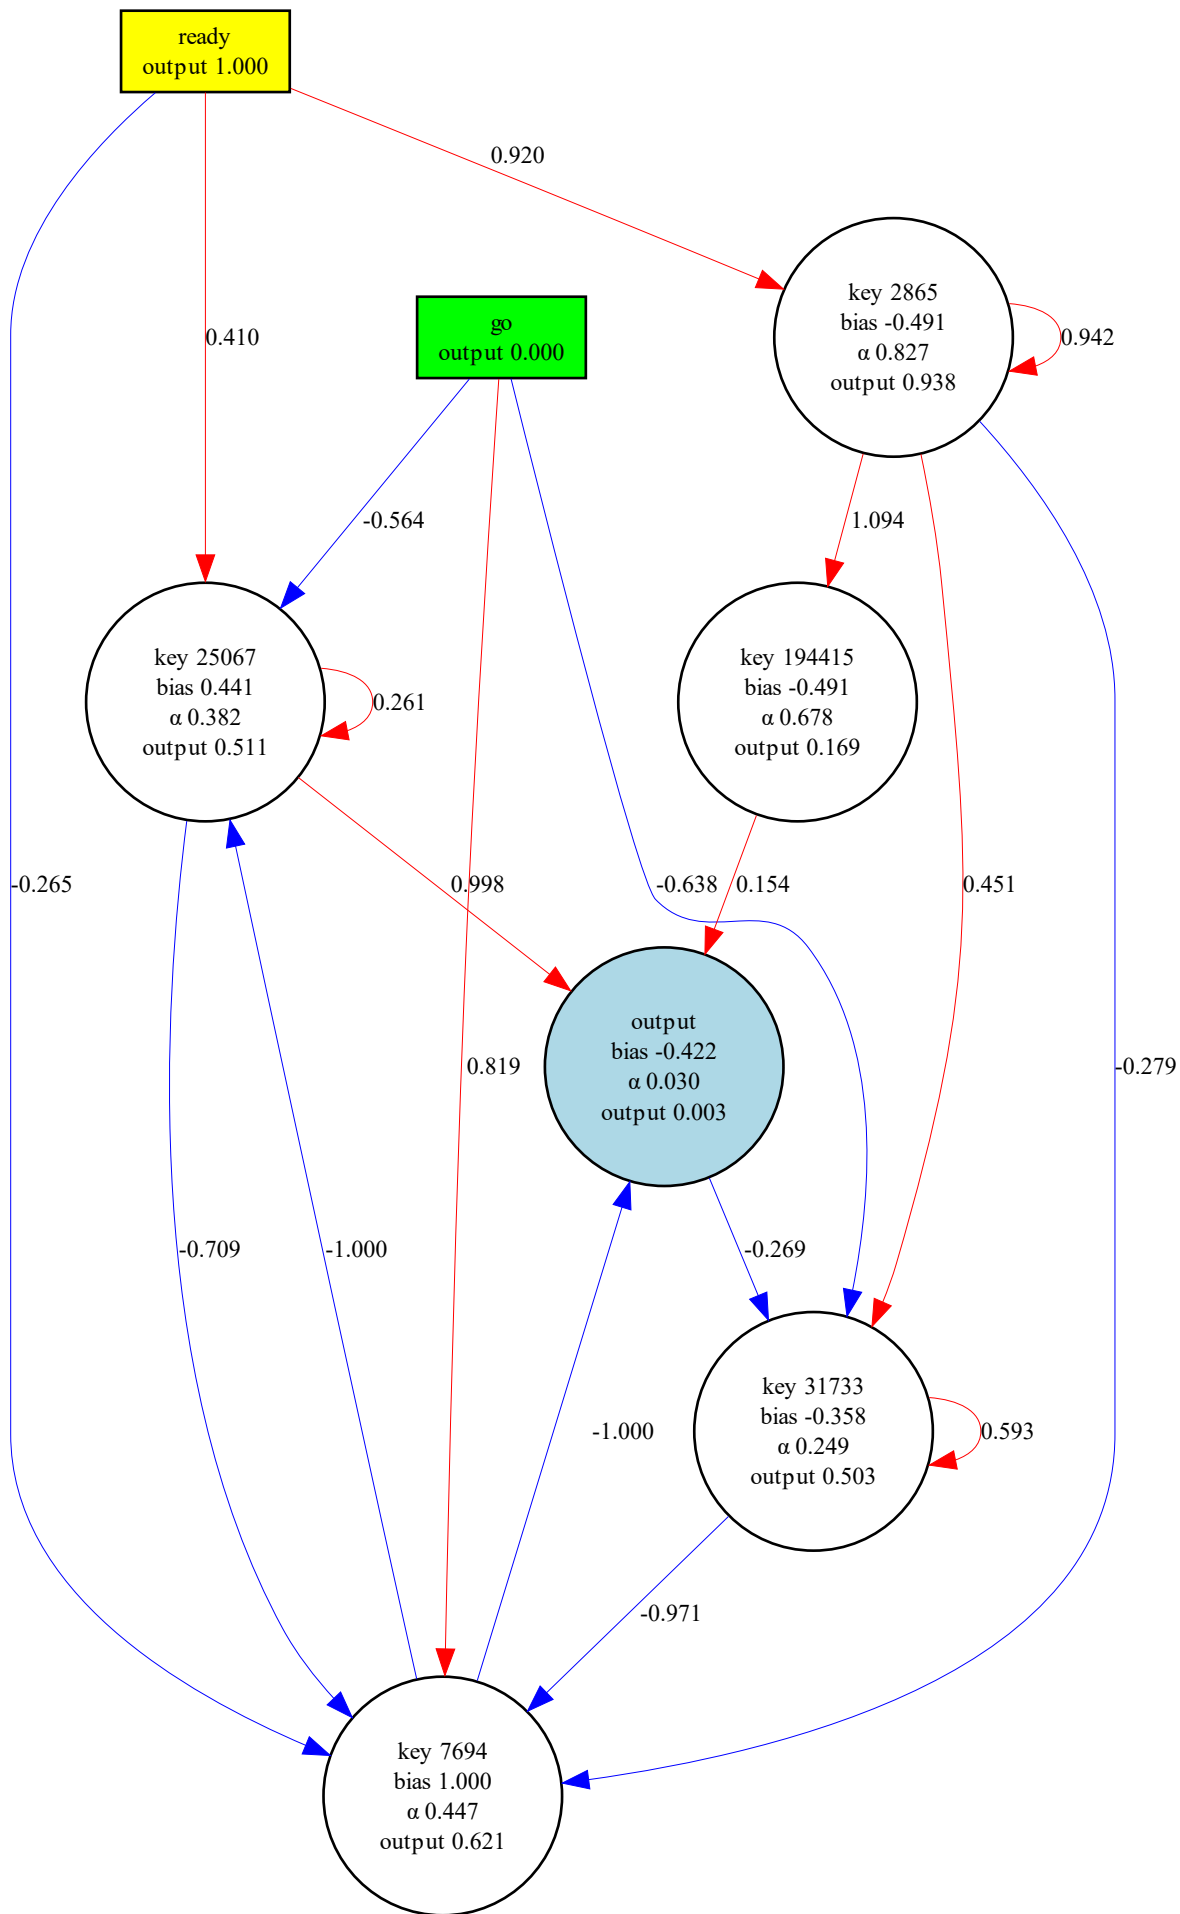 ready
output 1.000
0.920
key 2865
bias -0.491
α 0.827
output 0.938
0.942
go
output 0.000
0.410
-0.564
1.094
key 25067
bias 0.441
α 0.382
output 0.511
0.261
key 194415
bias -0.491
α 0.678
output 0.169
-0.265
0.998
-0.638
0.154
0.451
output
bias -0.422
α 0.030
output 0.003
0.819
-0.279
-0.709
-1.000
-0.269
key 31733
bias -0.358
α 0.249
output 0.503
-1.000
0.593
-0.971
key 7694
bias 1.000
α 0.447
output 0.621